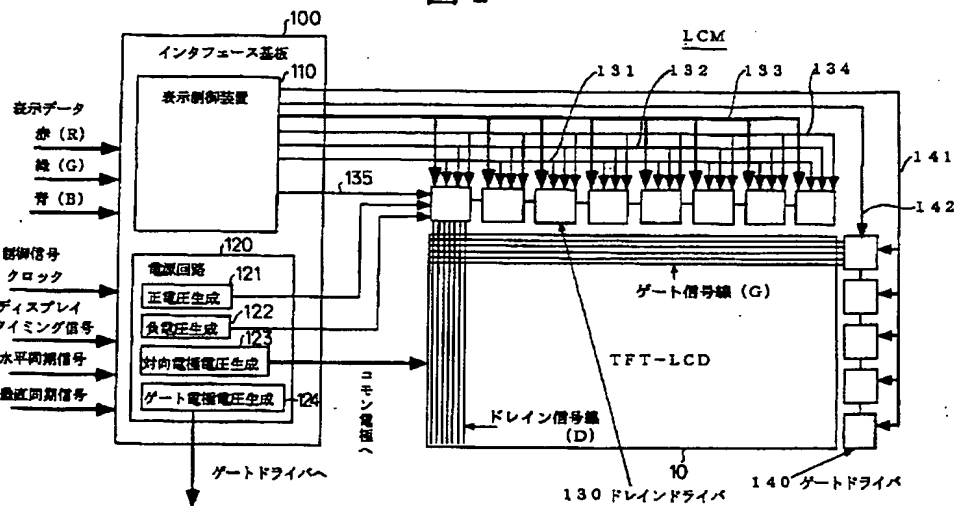 LCM
100
インタフェース基板
110
表示制御装置
131
132
133
134
表示データ
赤 (R)
緑 (G)
青 (B)
135
141
142
制御信号
クロック
ディスプレイ
タイミング信号
水平同期信号
垂直同期信号
120
電源回路
121
正電圧生成
122
負電圧生成
123
対向電極電圧生成
ゲート電極電圧生成
124
コモン電極へ
ゲート信号線 (G)
TFT-LCD
ドレイン信号線
(D)
ゲートドライバへ
10
130 ドレインドライバ
140 ゲートドライバ